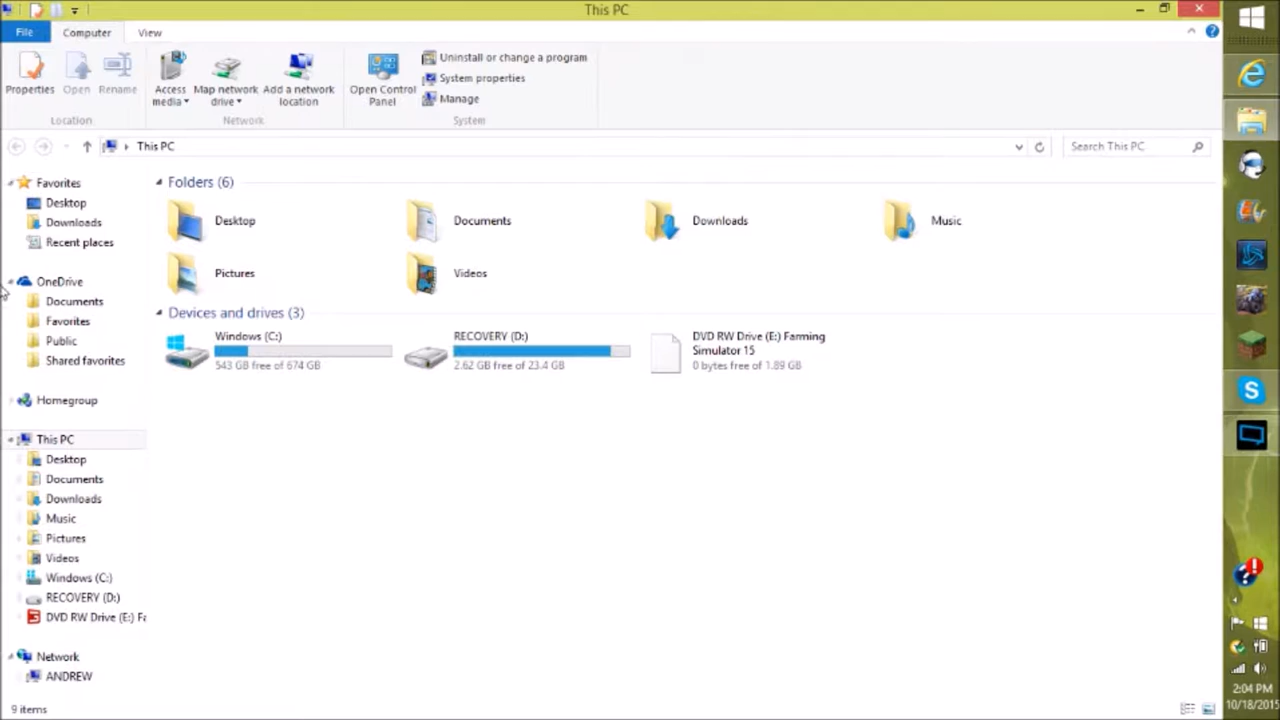 This PC
File Computer View
Properties Open Rename Access media Map network drive Add a network location Open Control Panel
Uninstall or change a program
System properties
Manage
Location Network System
This PC
Search This PC
Favorites
Desktop
Downloads
Recent places
OneDrive
Documents
Favorites
Public
Shared favorites
Homegroup
This PC
Desktop
Documents
Downloads
Music
Pictures
Videos
Windows (C:)
RECOVERY (D:)
DVD RW Drive (E:) Fa
Network
ANDREW
Folders (6)
Desktop Documents Downloads Music
Pictures Videos
Devices and drives (3)
Windows (C:)
543 GB free of 674 GB
RECOVERY (D:)
2.62 GB free of 23.4 GB
DVD RW Drive (E:) Farming
Simulator 15
0 bytes free of 1.89 GB
9 items
2:04 PM
10/18/2015